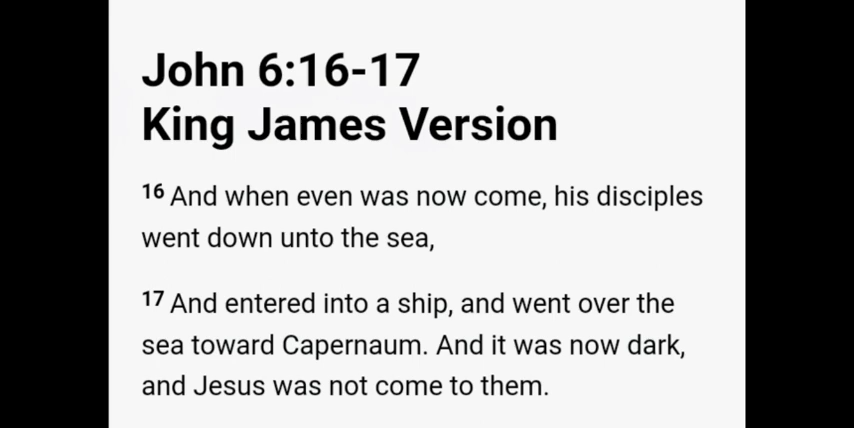 John 6:16-17
King James Version
16 And when even was now come, his disciples
went down unto the sea,
17 And entered into a ship, and went over the
sea toward Capernaum. And it was now dark,
and Jesus was not come to them.